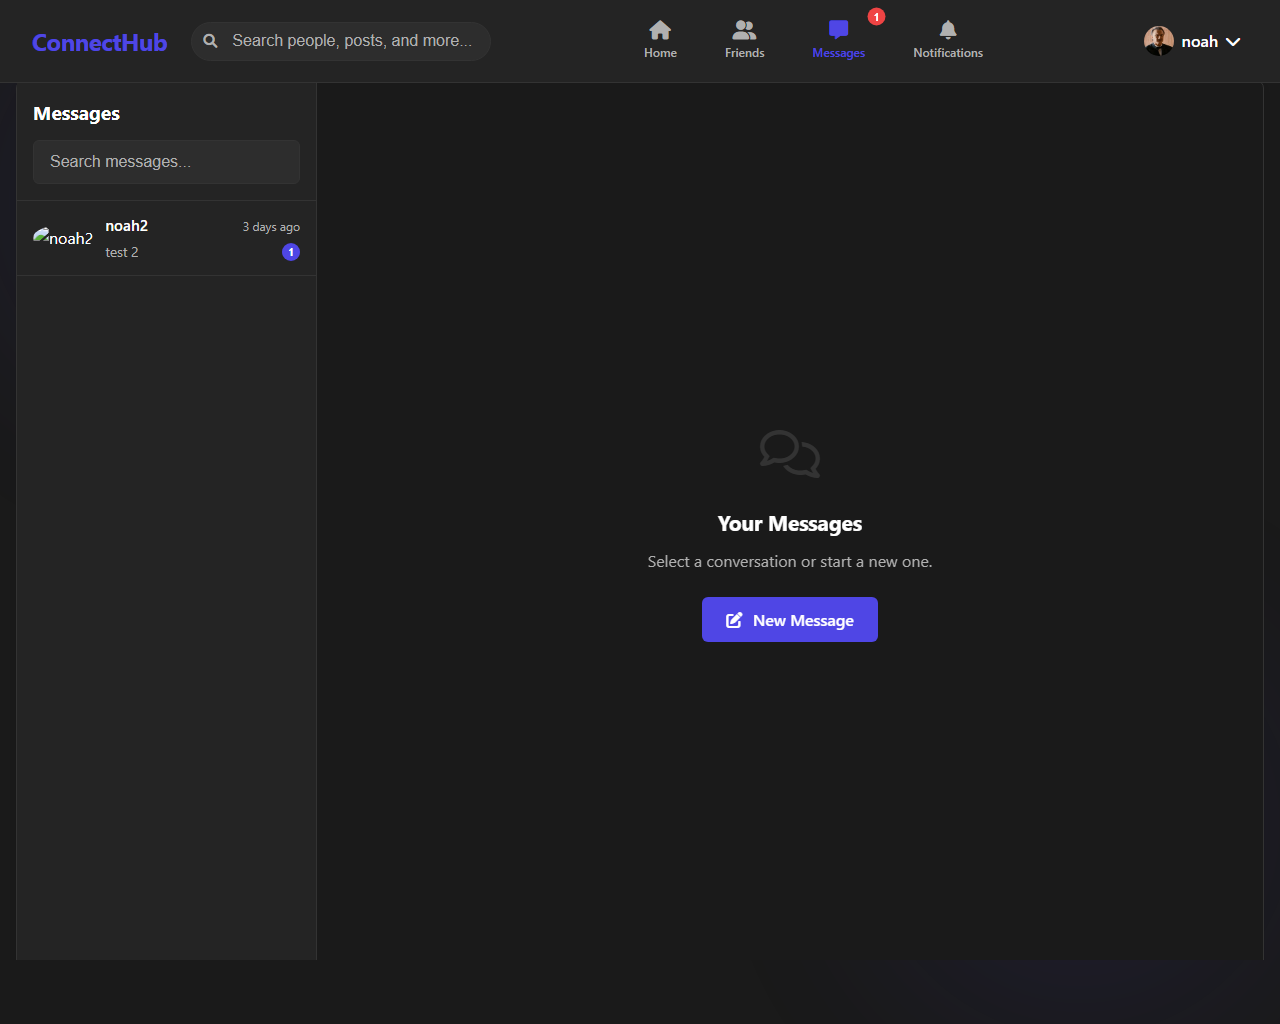 ConnectHub
Search people, posts, and more...
Home
Friends
Messages
1
Notifications
noah
Messages
Search messages...
noah2
noah2
3 days ago
test 2
1
Your Messages
Select a conversation or start a new one.
New Message